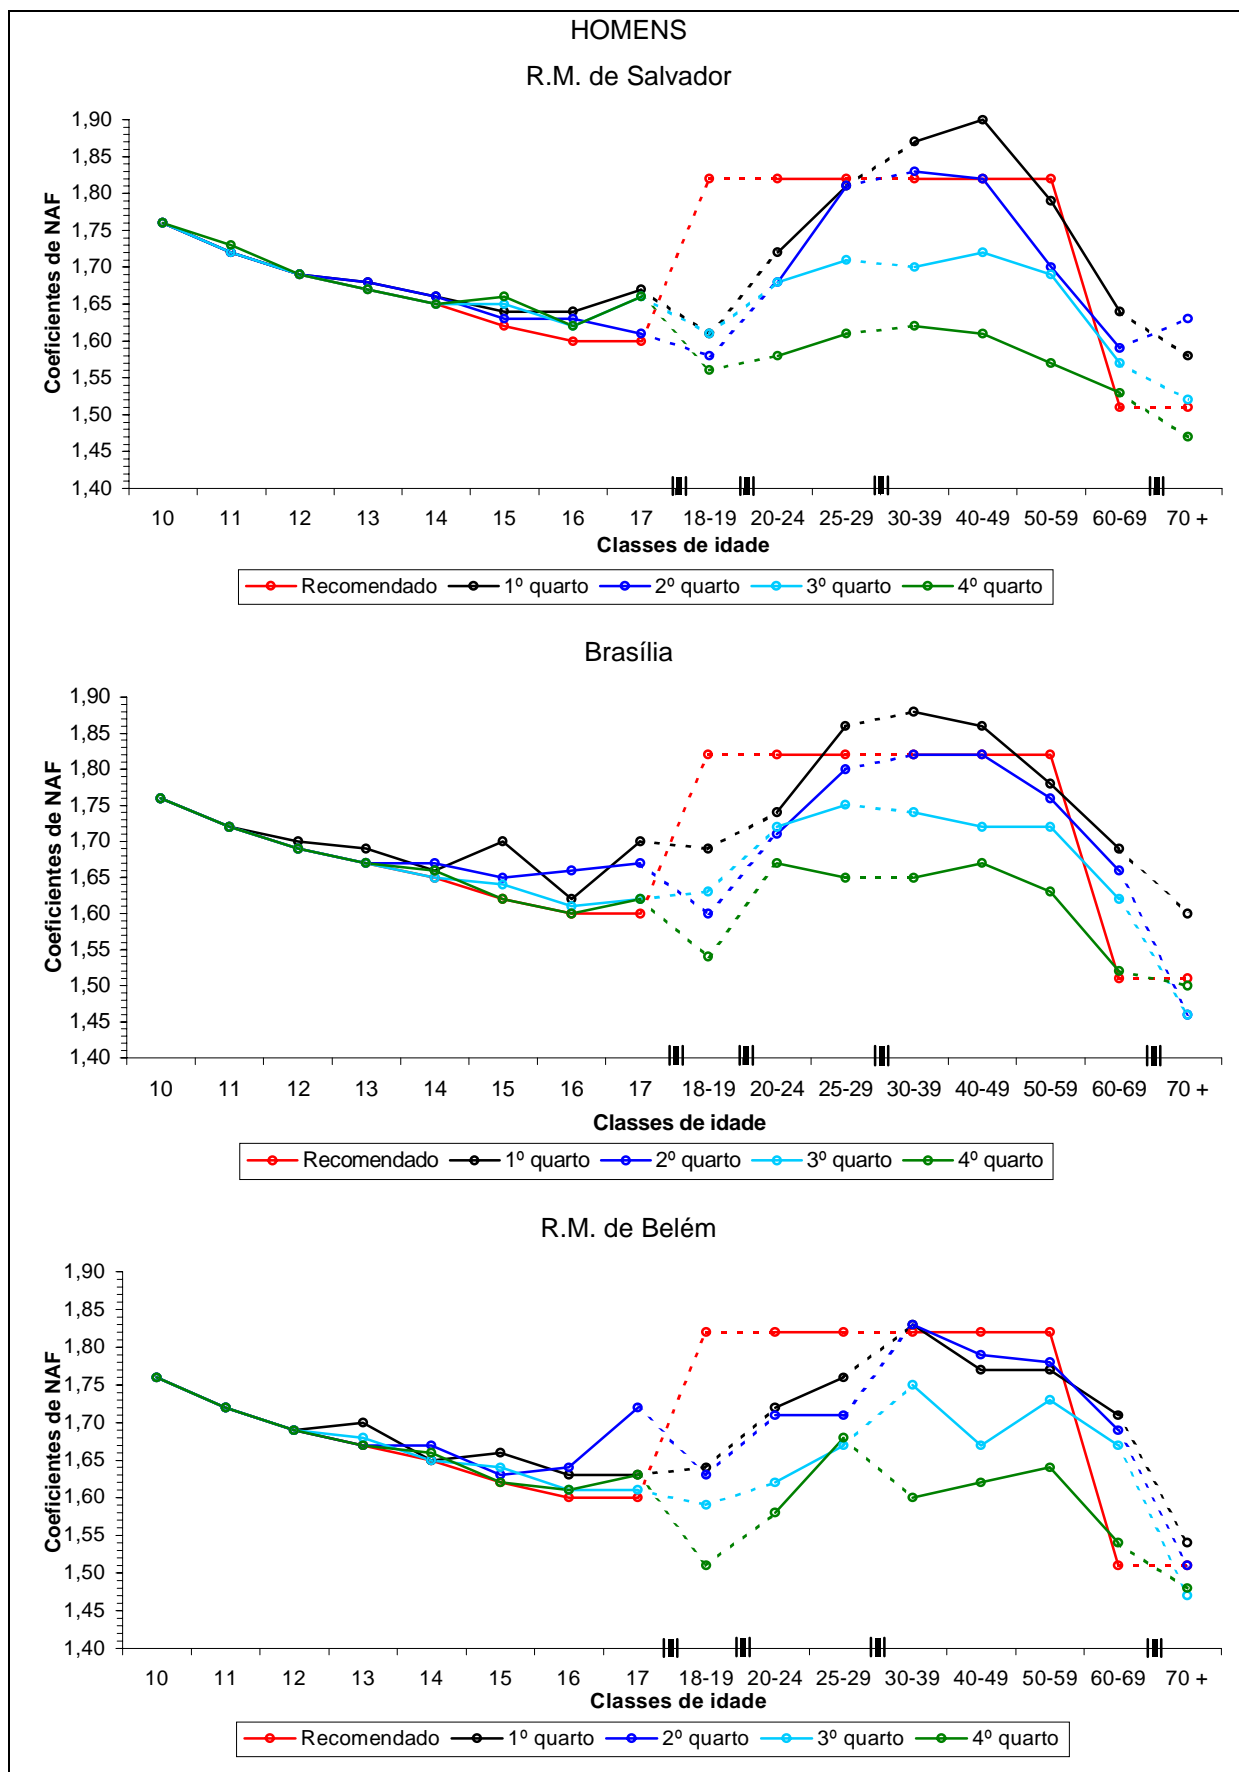 HOMENS
R.M. de Salvador
Coeficientes de NAF
1,90
1,85
1,80
1,75
1,70
1,65
1,60
1,55
1,50
1,45
1,40
10 11 12 13 14 15 16 17 18-19 20-24 25-29 30-39 40-49 50-59 60-69 70 +
Classes de idade
Recomendado 1º quarto 2º quarto 3º quarto 4º quarto
Brasília
Coeficientes de NAF
1,90
1,85
1,80
1,75
1,70
1,65
1,60
1,55
1,50
1,45
1,40
10 11 12 13 14 15 16 17 18-19 20-24 25-29 30-39 40-49 50-59 60-69 70 +
Classes de idade
Recomendado 1º quarto 2º quarto 3º quarto 4º quarto
R.M. de Belém
Coeficientes de NAF
1,90
1,85
1,80
1,75
1,70
1,65
1,60
1,55
1,50
1,45
1,40
10 11 12 13 14 15 16 17 18-19 20-24 25-29 30-39 40-49 50-59 60-69 70 +
Classes de idade
Recomendado 1º quarto 2º quarto 3º quarto 4º quarto